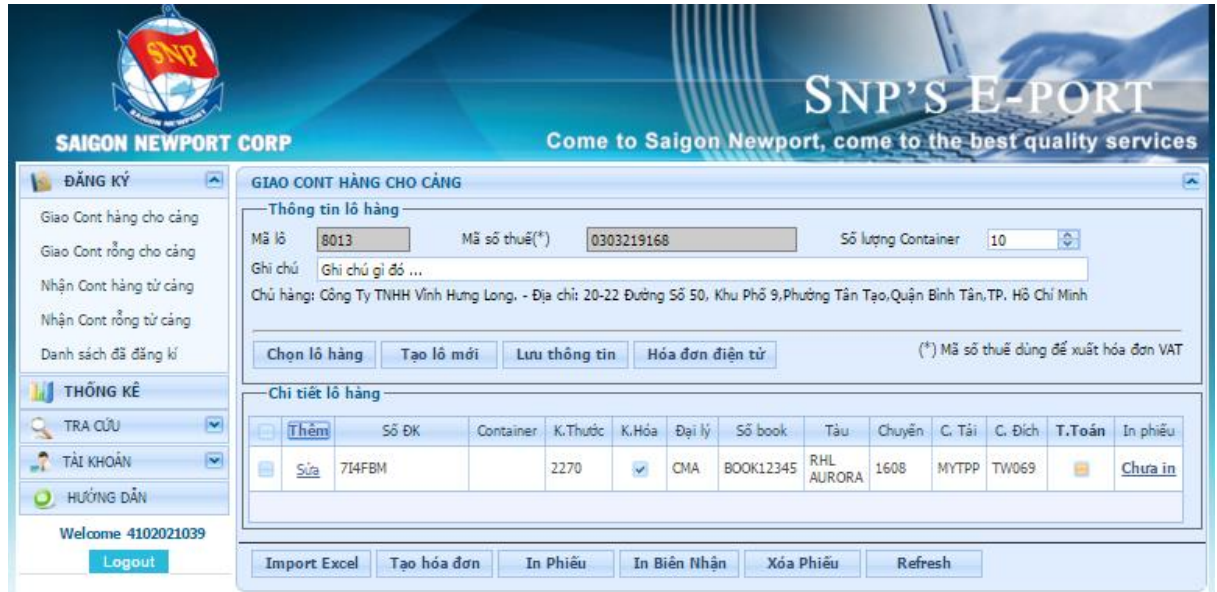 SNP
SAIGON NEWPORT
SNP'S E-PORT
SAIGON NEWPORT CORP
Come to Saigon Newport, come to the best quality services
ĐĂNG KÝ
Giao Cont hàng cho cảng
Giao Cont rỗng cho cảng
Nhận Cont hàng từ cảng
Nhận Cont rỗng từ cảng
Danh sách đã đăng kí
THỐNG KÊ
TRA CỨU
TÀI KHOẢN
HƯỚNG DẪN
Welcome 4102021039
Logout
GIAO CONT HÀNG CHO CẢNG
Thông tin lô hàng
Mã lô 8013 Mã số thuế(*) 0303219168 Số lượng Container 10
Ghi chú Ghi chú gì đó ...
Chủ hàng: Công Ty TNHH Vĩnh Hưng Long. - Địa chỉ: 20-22 Đường Số 50, Khu Phố 9,Phường Tân Tạo,Quận Bình Tân,TP. Hồ Chí Minh
Chọn lô hàng Tạo lô mới Lưu thông tin Hóa đơn điện tử (*) Mã số thuế dùng để xuất hóa đơn VAT
Chi tiết lô hàng
Thêm Số ĐK Container K.Thước K.Hóa Đại lý Số book Tàu Chuyến C. Tải C. Đích T.Toán In phiếu
Sửa 7I4FBM 2270 CMA BOOK12345 RHL AURORA 1608 MYTPP TW069 Chưa in
Import Excel Tạo hóa đơn In Phiếu In Biên Nhận Xóa Phiếu Refresh